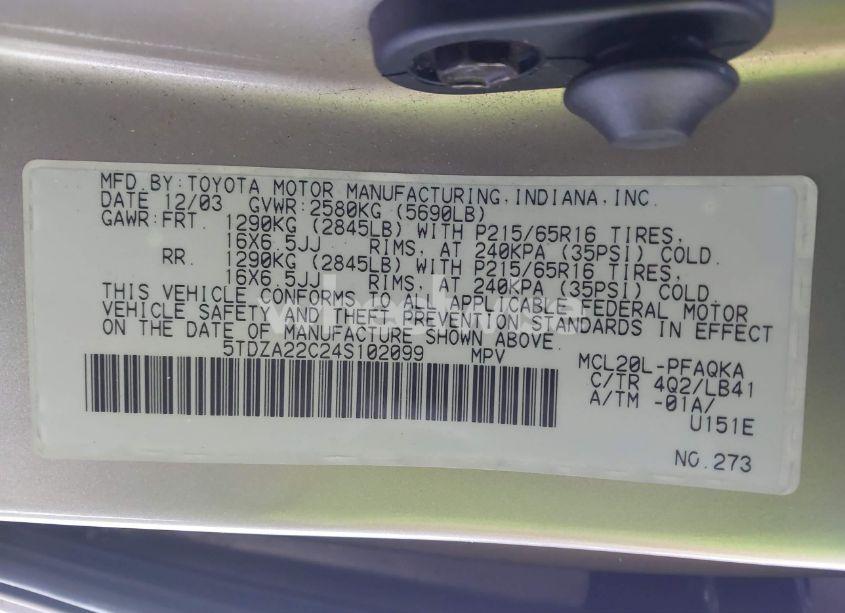 MFD.BY:TOYOTA MOTOR MANUFACTURING,INDIANA,INC.
DATE 12/03 GVWR:2580KG (5690LB)
GAWR:FRT. 1290KG (2845LB) WITH P215/65R16 TIRES,
16X6.5JJ RIMS, AT 240KPA (35PSI) COLD.
RR. 1290KG (2845LB) WITH P215/65R16 TIRES,
16X6.5JJ RIMS, AT 240KPA (35PSI) COLD.
THIS VEHICLE CONFORMS TO ALL APPLICABLE FEDERAL MOTOR
VEHICLE SAFETY AND THEFT PREVENTION STANDARDS IN EFFECT
ON THE DATE OF MANUFACTURE SHOWN ABOVE.
5TDZA22C24S102099 MPV
MCL20L-PFAQKA
C/TR 4Q2/LB41
A/TM -01A/
U151E
NO.273